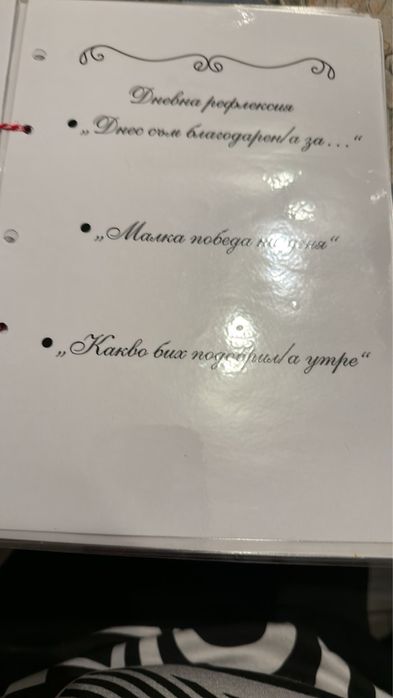 Дневна рефлексия
• „Днес съм благодарен/а за...“
• „Малка победа на деня“
• „Какво бих подобрил/а утре“